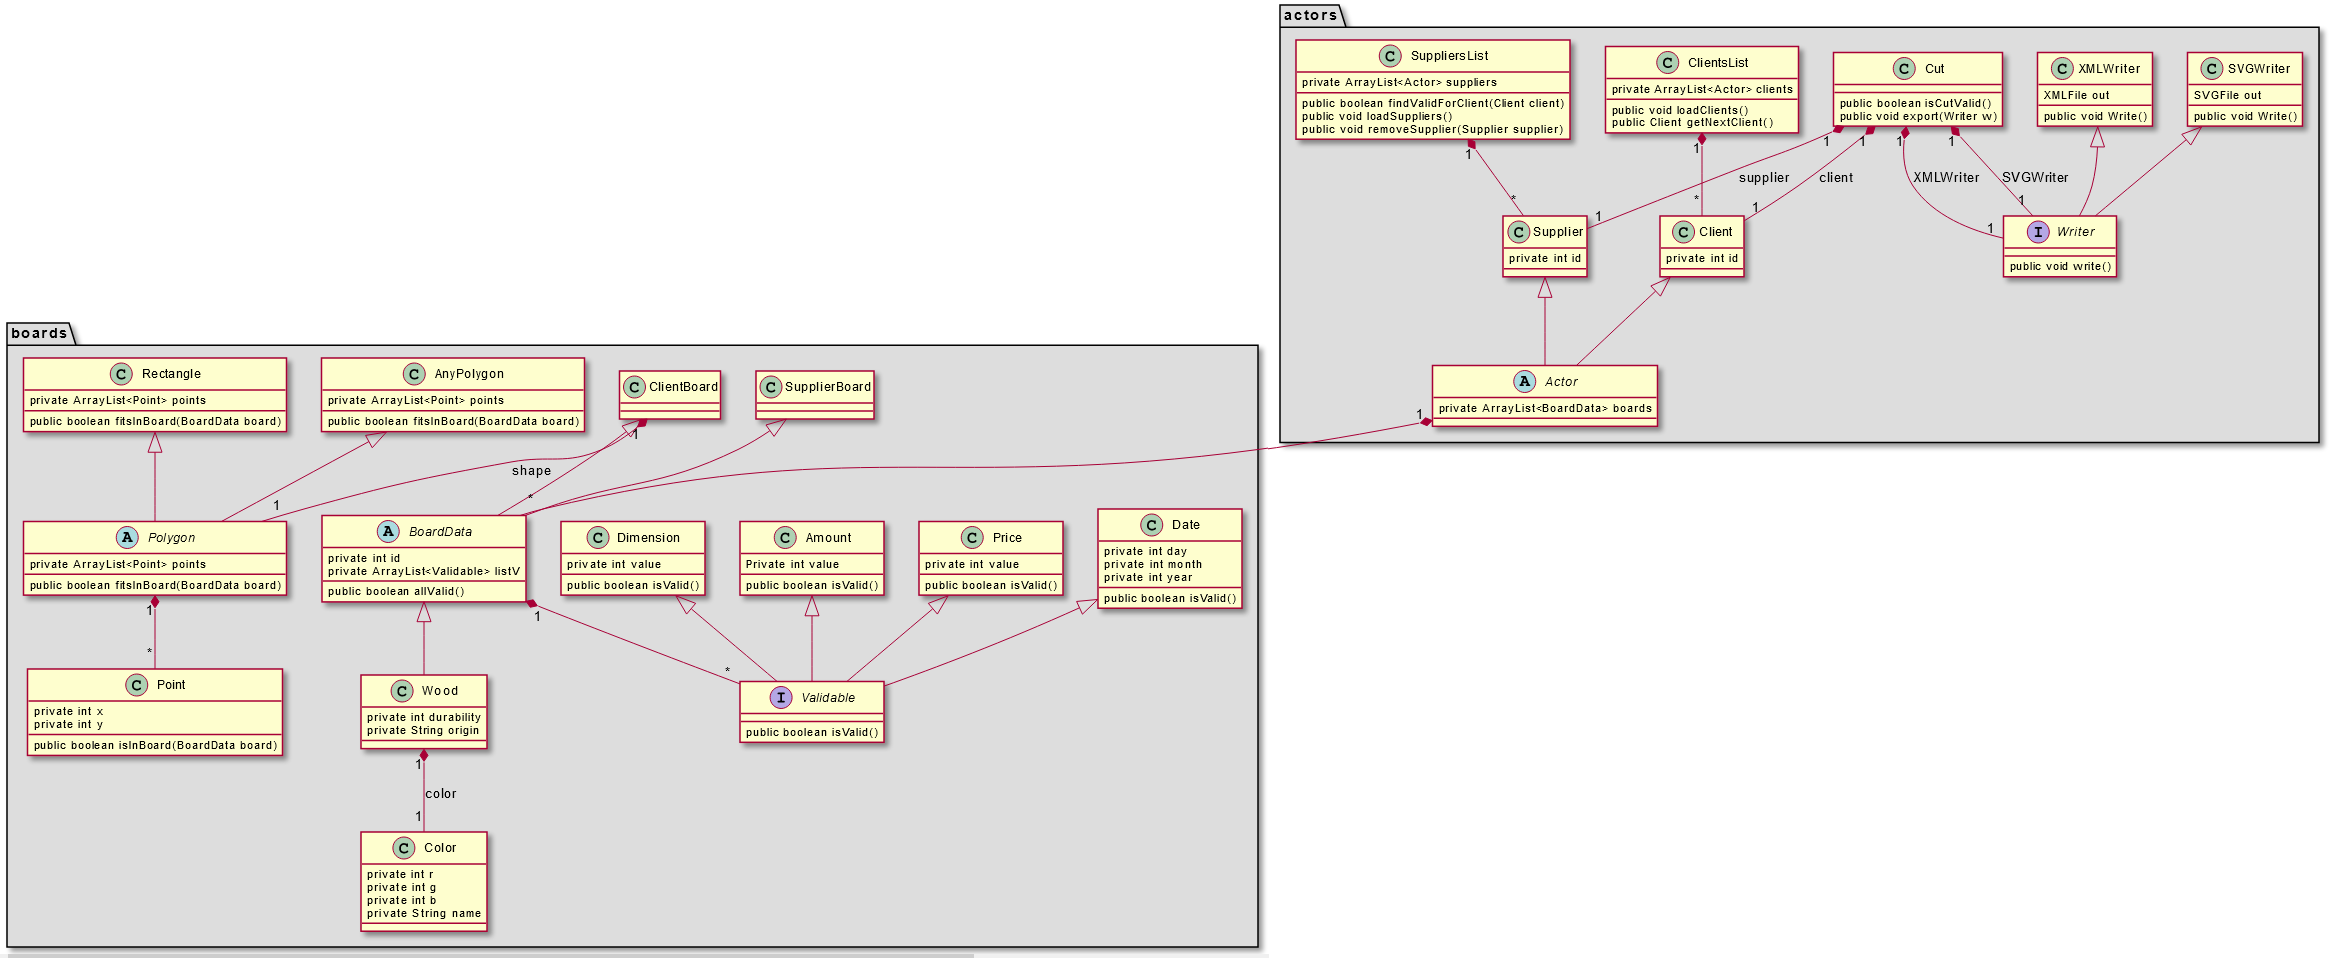 actors
C SuppliersList
private ArrayList<Actor> suppliers
public boolean findValidForClient(Client client)
public void loadSuppliers()
public void removeSupplier(Supplier supplier)
C ClientsList
private ArrayList<Actor> clients
public void loadClients()
public Client getNextClient()
C Cut
public boolean isCutValid()
public void export(Writer w)
C XMLWriter
XMLFile out
public void Write()
C SVGWriter
SVGFile out
public void Write()
1
1
1
1
1
1
supplier
client
XMLWriter
SVGWriter
*
1
*
1
1
1
C Supplier
private int id
C Client
private int id
I Writer
public void write()
A Actor
private ArrayList<BoardData> boards
1
boards
C Rectangle
private ArrayList<Point> points
public boolean fitsInBoard(BoardData board)
C AnyPolygon
private ArrayList<Point> points
public boolean fitsInBoard(BoardData board)
C ClientBoard
C SupplierBoard
1
shape
1
*
A Polygon
private ArrayList<Point> points
public boolean fitsInBoard(BoardData board)
A BoardData
private int id
private ArrayList<Validable> listV
public boolean allValid()
C Dimension
private int value
public boolean isValid()
C Amount
Private int value
public boolean isValid()
C Price
private int value
public boolean isValid()
C Date
private int day
private int month
private int year
public boolean isValid()
1
*
1
*
C Point
private int x
private int y
public boolean isInBoard(BoardData board)
C Wood
private int durability
private String origin
I Validable
public boolean isValid()
1
color
1
C Color
private int r
private int g
private int b
private String name